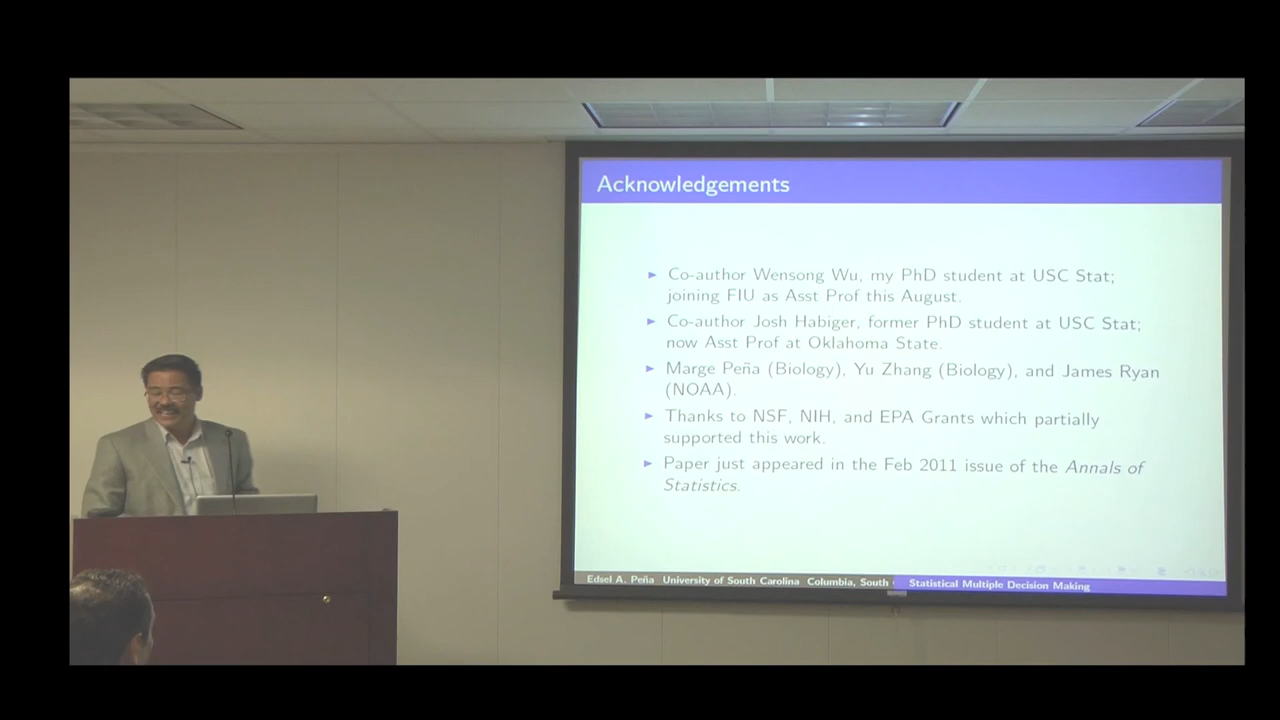 Acknowledgements
► Co-author Wensong Wu, my PhD student at USC Stat;
joining FIU as Asst Prof this August.
► Co-author Josh Habiger, former PhD student at USC Stat;
now Asst Prof at Oklahoma State.
► Marge Peña (Biology), Yu Zhang (Biology), and James Ryan
(NOAA).
► Thanks to NSF, NIH, and EPA Grants which partially
supported this work.
► Paper just appeared in the Feb 2011 issue of the Annals of
Statistics.
Edsel A. Peña University of South Carolina Columbia, South
Statistical Multiple Decision Making